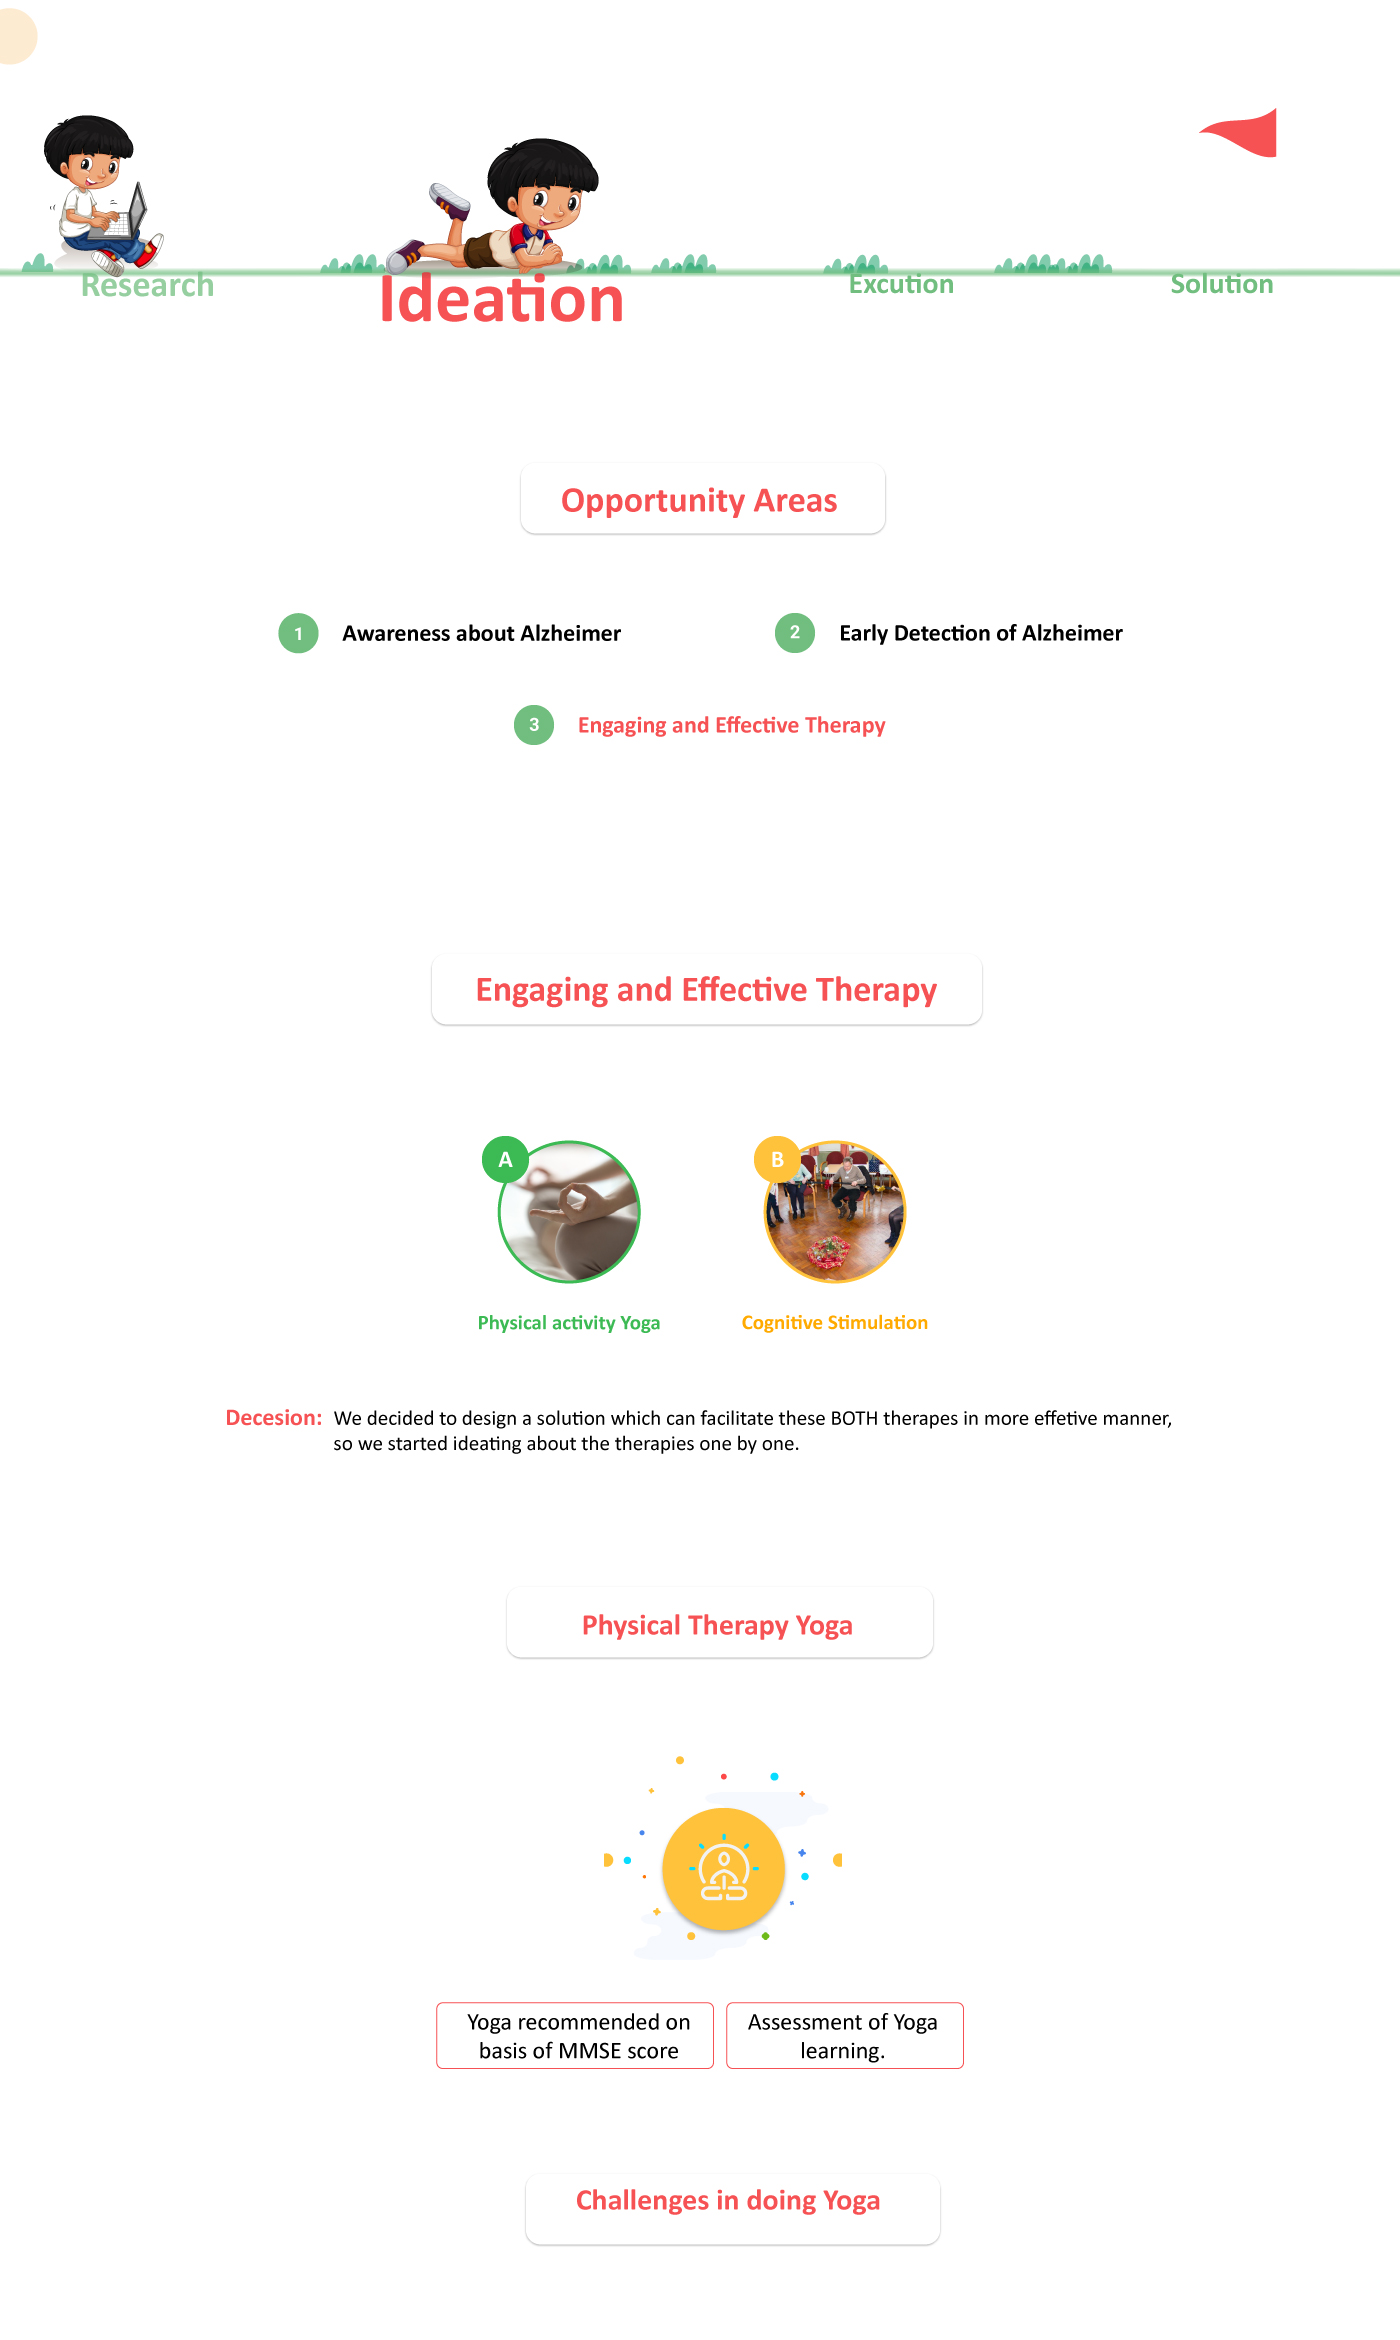 Research
Ideation
Excution
Solution
Opportunity Areas
1 Awareness about Alzheimer
2 Early Detection of Alzheimer
3 Engaging and Effective Therapy
Engaging and Effective Therapy
A
B
Physical activity Yoga
Cognitive Stimulation
Decesion: We decided to design a solution which can facilitate these BOTH therapes in more effetive manner,
so we started ideating about the therapies one by one.
Physical Therapy Yoga
Yoga recommended on
basis of MMSE score
Assessment of Yoga
learning.
Challenges in doing Yoga